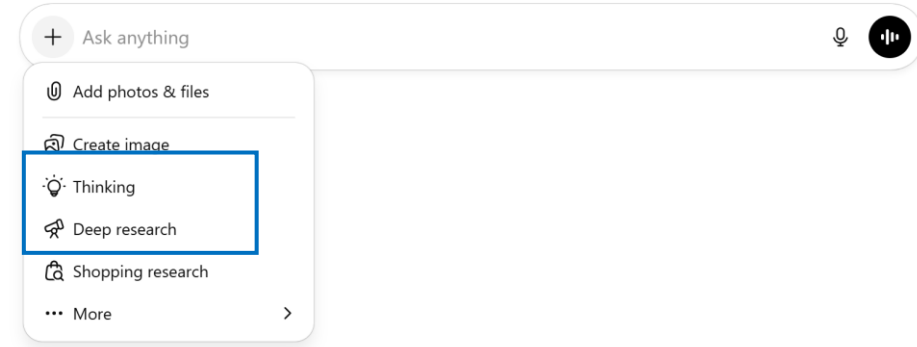 Ask anything
Add photos & files
Create image
Thinking
Deep research
Shopping research
More